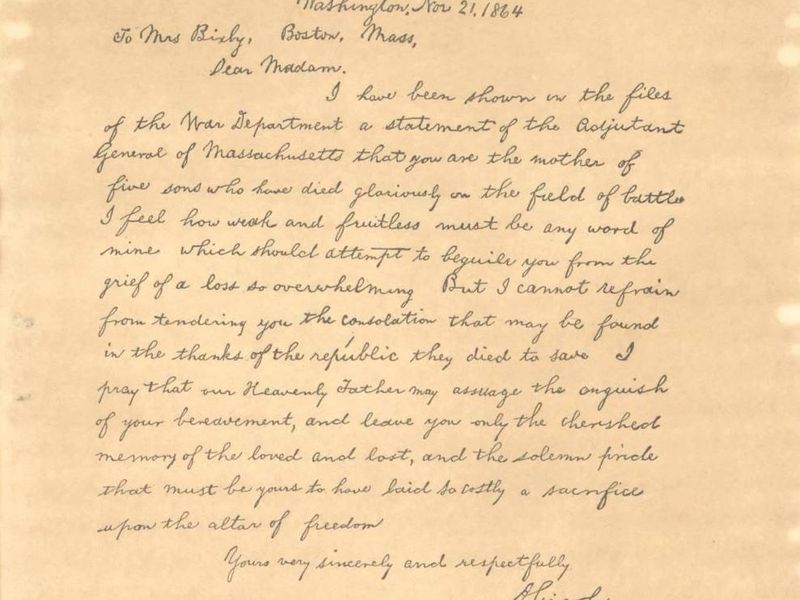 Washington, Nov 21, 1864
To Mrs Bixby, Boston, Mass,
Dear Madam.
I have been shown in the files
of the War Department a statement of the Adjutant
General of Massachusetts that you are the mother of
five sons who have died gloriously on the field of battle
I feel how weak and fruitless must be any word of
mine which should attempt to beguile you from the
grief of a loss so overwhelming But I cannot refrain
from tendering you the consolation that may be found
in the thanks of the republic they died to save I
pray that our Heavenly Father may assuage the anguish
of your bereavement, and leave you only the cherished
memory of the loved and lost, and the solemn pride
that must be yours to have laid so costly a sacrifice
upon the altar of freedom
Yours very sincerely and respectfully